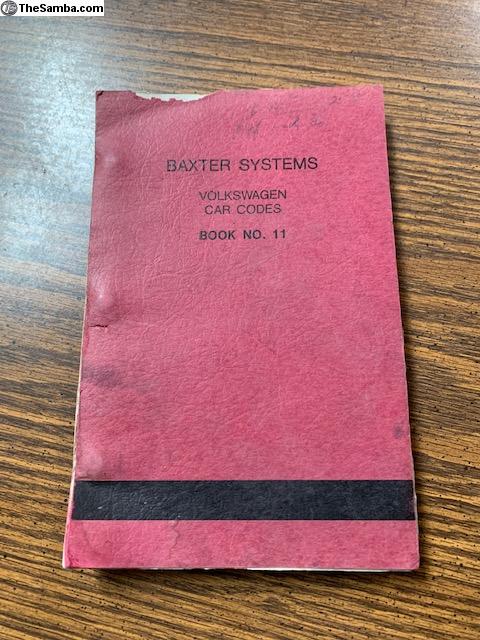 TheSamba.com
BAXTER SYSTEMS
VOLKSWAGEN
CAR CODES
BOOK NO. 11